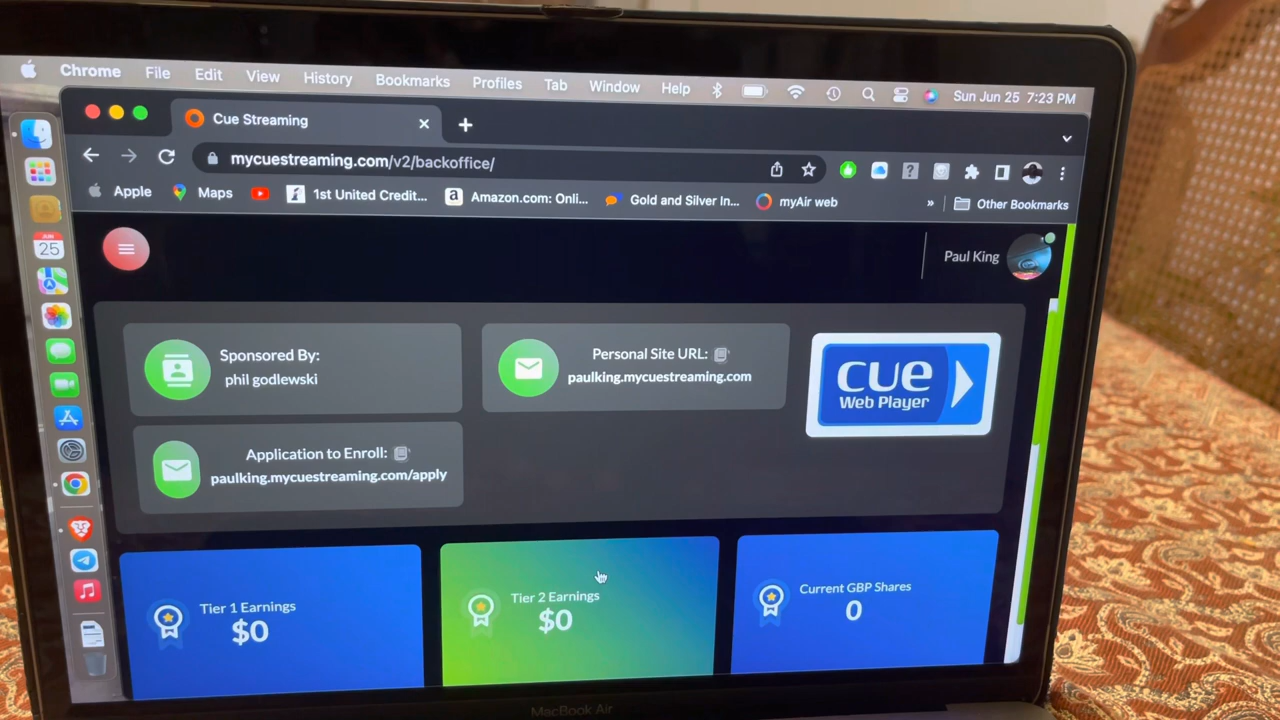 Chrome File Edit View History Bookmarks Profiles Tab Window Help Sun Jun 25 7:23 PM
Cue Streaming
mycuestreaming.com/v2/backoffice/
Apple Maps 1st United Credit... Amazon.com: Onli... Gold and Silver In... myAir web » Other Bookmarks
JUN
25
Paul King
Sponsored By:
phil godlewski
Personal Site URL:
paulking.mycuestreaming.com
cue
Web Player
Application to Enroll:
paulking.mycuestreaming.com/apply
Tier 1 Earnings
$0
Tier 2 Earnings
$0
Current GBP Shares
0
MacBook Air